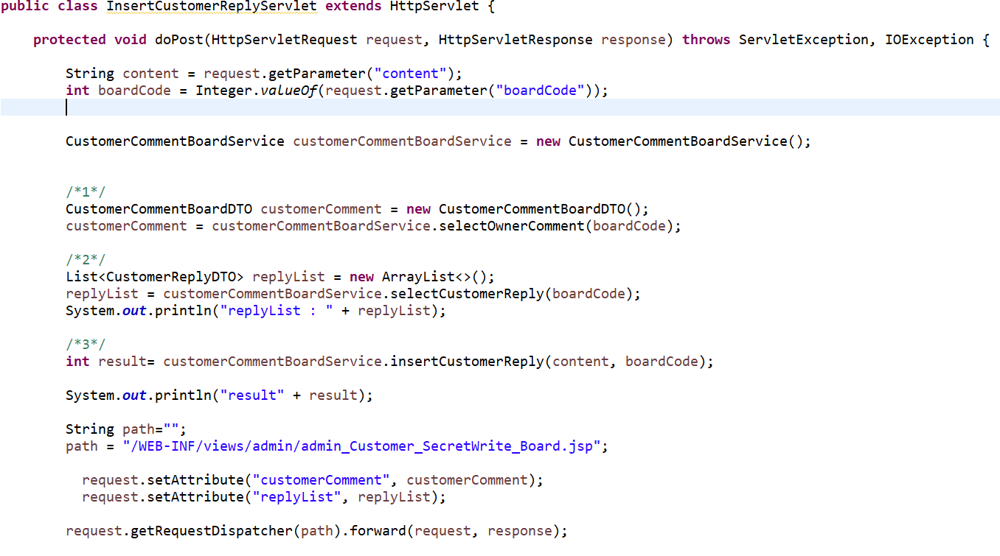 public class InsertCustomerReplyServlet extends HttpServlet {
protected void doPost(HttpServletRequest request, HttpServletResponse response) throws ServletException, IOException {
String content = request.getParameter("content");
int boardCode = Integer.valueOf(request.getParameter("boardCode"));
CustomerCommentBoardService customerCommentBoardService = new CustomerCommentBoardService();
/*1*/
CustomerCommentBoardDTO customerComment = new CustomerCommentBoardDTO();
customerComment = customerCommentBoardService.selectOwnerComment(boardCode);
/*2*/
List<CustomerReplyDTO> replyList = new ArrayList<>();
replyList = customerCommentBoardService.selectCustomerReply(boardCode);
System.out.println("replyList : " + replyList);
/*3*/
int result= customerCommentBoardService.insertCustomerReply(content, boardCode);
System.out.println("result" + result);
String path="";
path = "/WEB-INF/views/admin/admin_Customer_SecretWrite_Board.jsp";
request.setAttribute("customerComment", customerComment);
request.setAttribute("replyList", replyList);
request.getRequestDispatcher(path).forward(request, response);